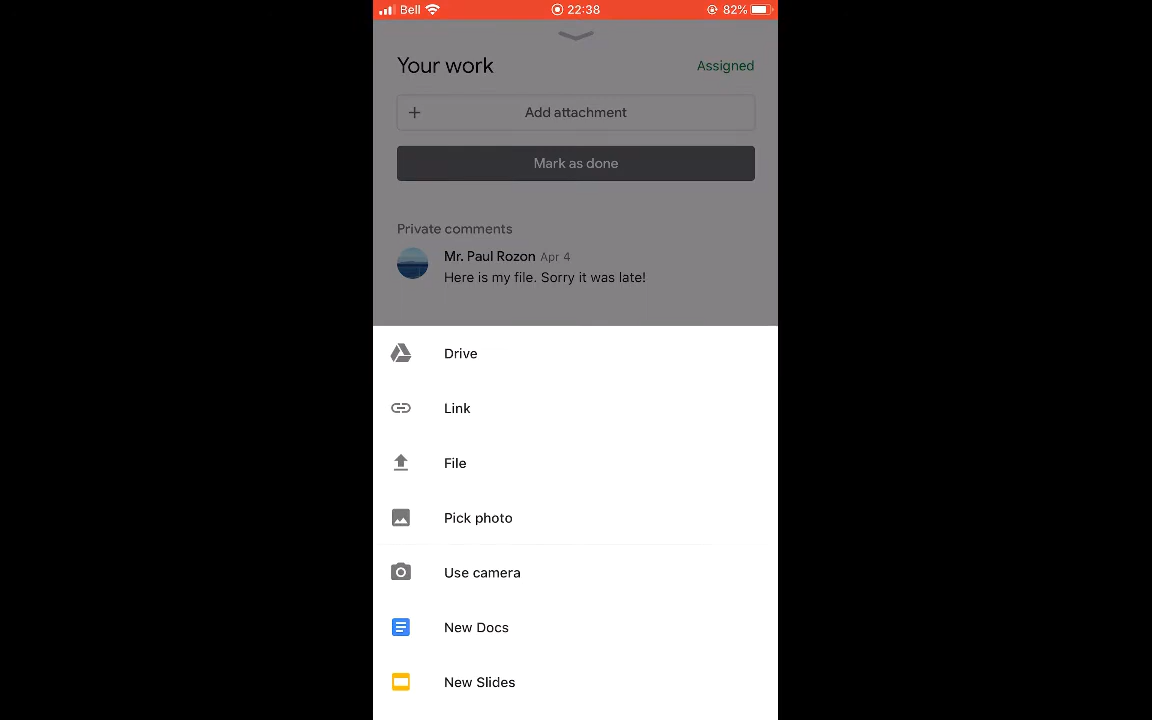 Bell 22:38 82%
Your work Assigned
+ Add attachment
Mark as done
Private comments
Mr. Paul Rozon Apr 4
Here is my file. Sorry it was late!
Drive
Link
File
Pick photo
Use camera
New Docs
New Slides